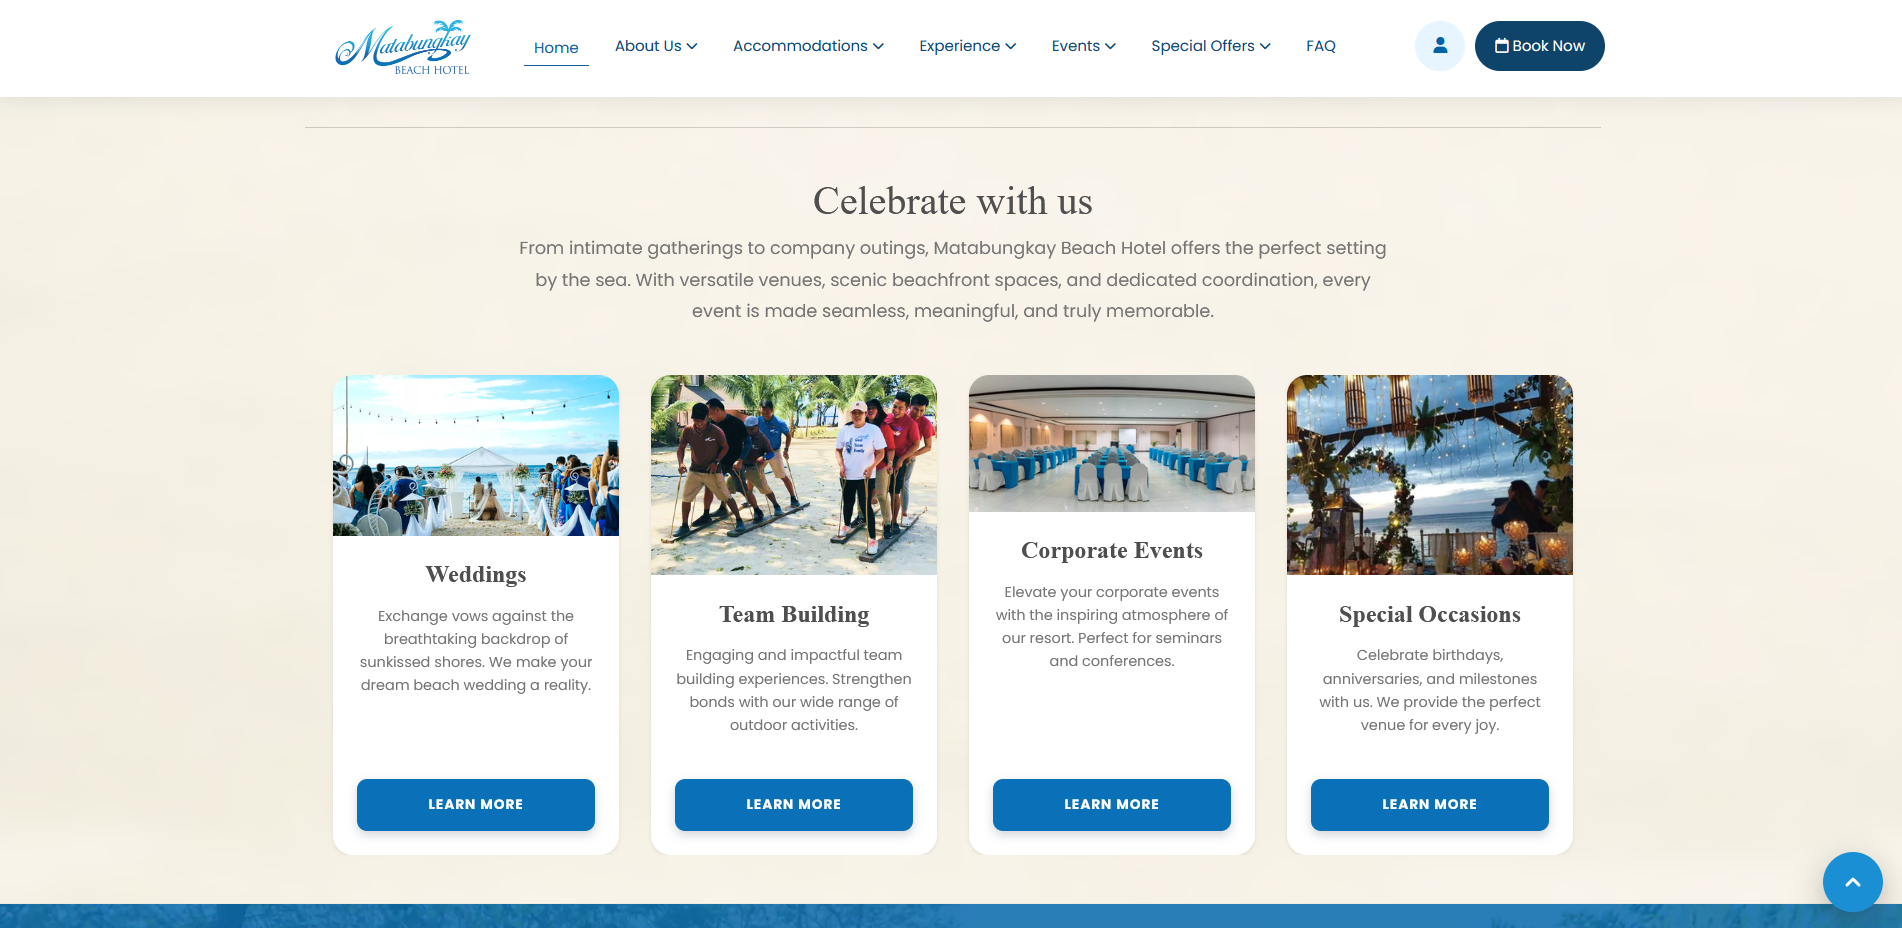 Matabungkay
BEACH HOTEL
Home
About Us
Accommodations
Experience
Events
Special Offers
FAQ
Book Now
Celebrate with us
From intimate gatherings to company outings, Matabungkay Beach Hotel offers the perfect setting
by the sea. With versatile venues, scenic beachfront spaces, and dedicated coordination, every
event is made seamless, meaningful, and truly memorable.
Weddings
Exchange vows against the
breathtaking backdrop of
sunkissed shores. We make your
dream beach wedding a reality.
LEARN MORE
Team Building
Engaging and impactful team
building experiences. Strengthen
bonds with our wide range of
outdoor activities.
LEARN MORE
Corporate Events
Elevate your corporate events
with the inspiring atmosphere of
our resort. Perfect for seminars
and conferences.
LEARN MORE
Special Occasions
Celebrate birthdays,
anniversaries, and milestones
with us. We provide the perfect
venue for every joy.
LEARN MORE